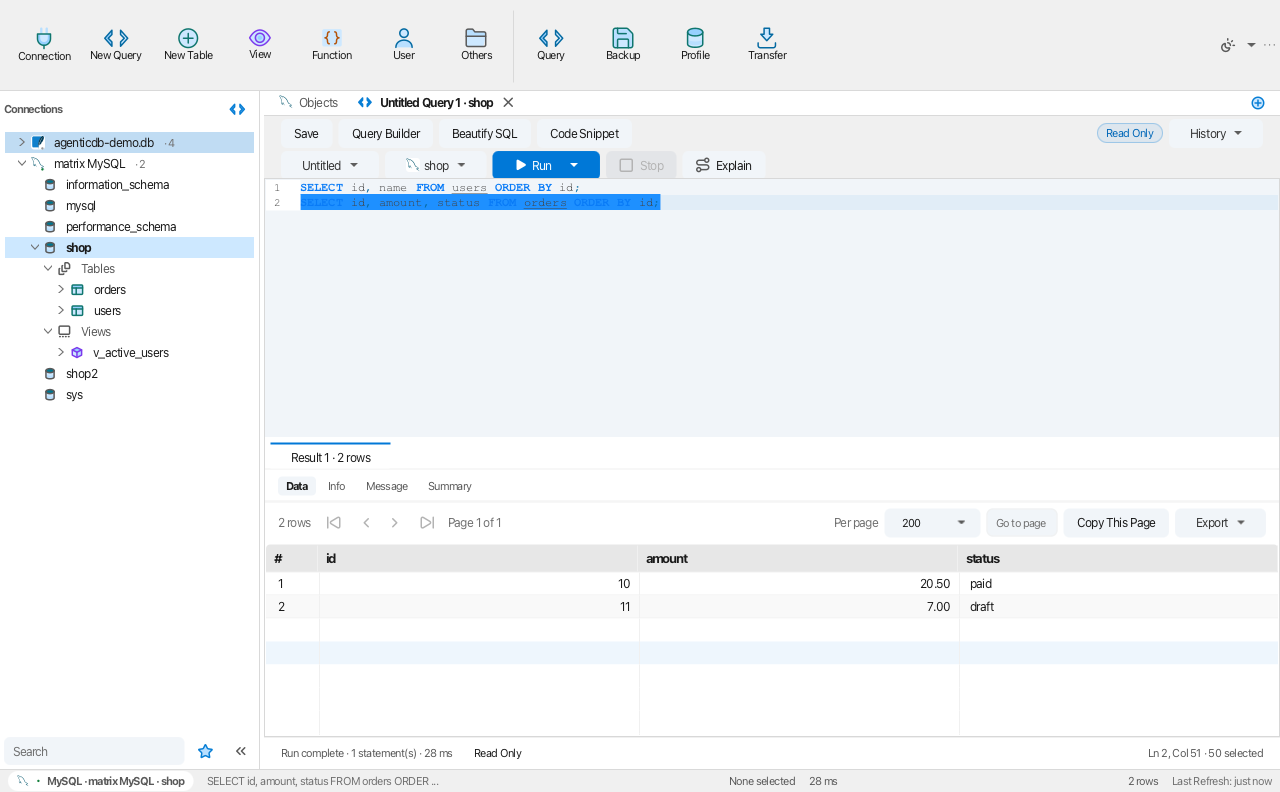 Connection New Query New Table View Function User Others Query Backup Profile Transfer
Connections
Objects Untitled Query 1 · shop
Save Query Builder Beautify SQL Code Snippet Read Only History
Untitled shop Run Stop Explain
agenticdb-demo.db · 4
matrix MySQL · 2
information_schema
mysql
performance_schema
shop
Tables
orders
users
Views
v_active_users
shop2
sys
1 SELECT id, name FROM users ORDER BY id;
2 SELECT id, amount, status FROM orders ORDER BY id;
Result 1 · 2 rows
Data Info Message Summary
2 rows Page 1 of 1 Per page 200 Go to page Copy This Page Export
# id amount status
1 10 20.50 paid
2 11 7.00 draft
Search
Run complete · 1 statement(s) · 28 ms Read Only Ln 2, Col 51 · 50 selected
MySQL · matrix MySQL · shop SELECT id, amount, status FROM orders ORDER ... None selected 28 ms 2 rows Last Refresh: just now